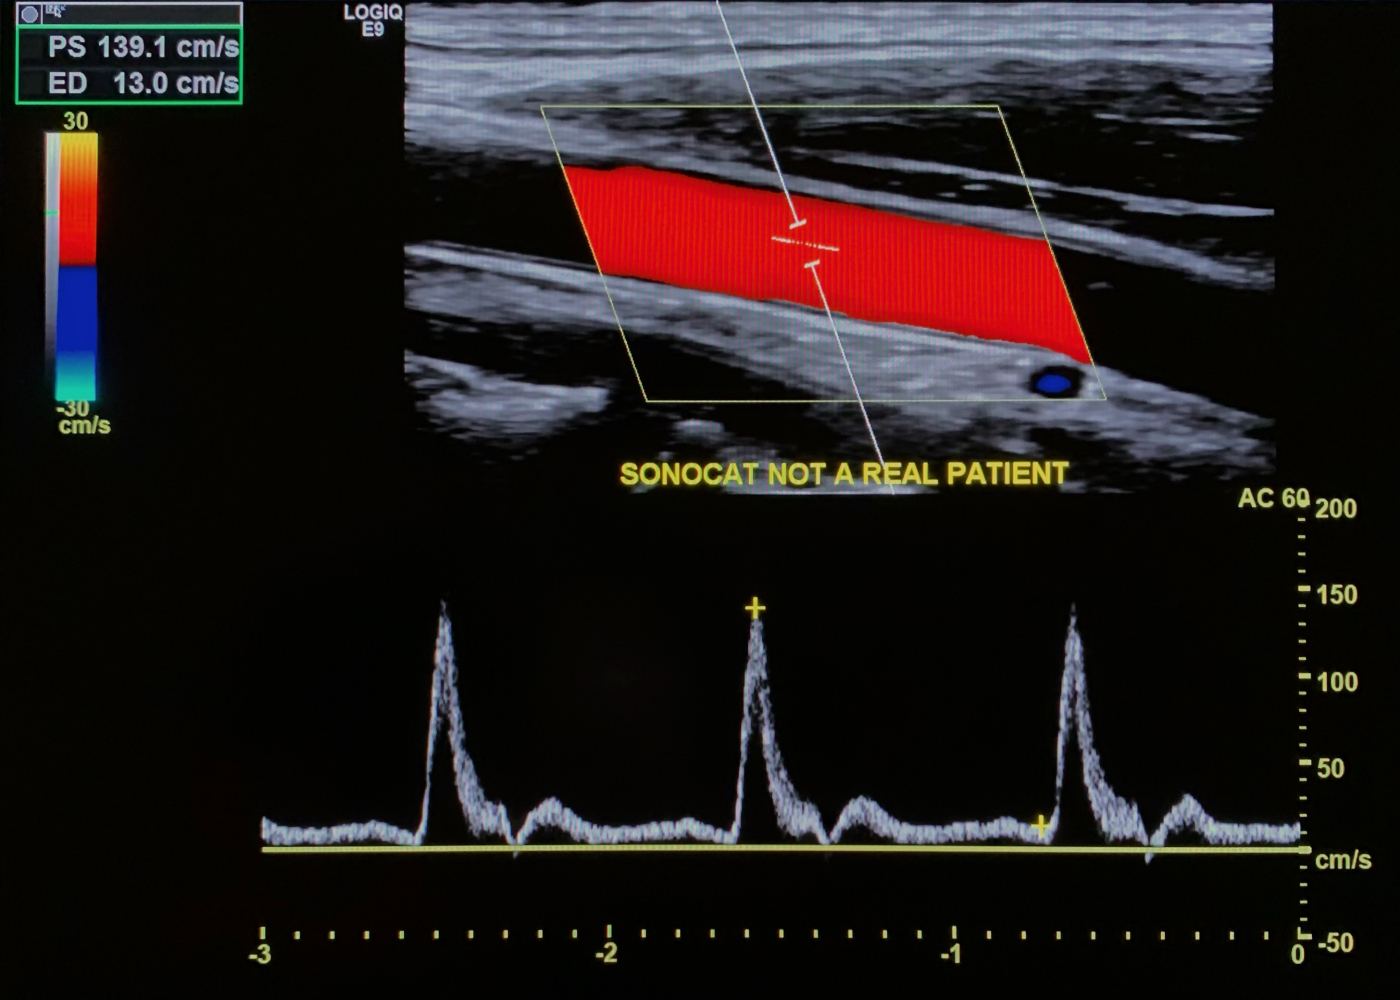 LOGIQ
E9
PS 139.1 cm/s
ED 13.0 cm/s
30
-30
cm/s
SONOCAT NOT A REAL PATIENT
AC 60
200
150
100
50
cm/s
-50
-3 -2 -1 0